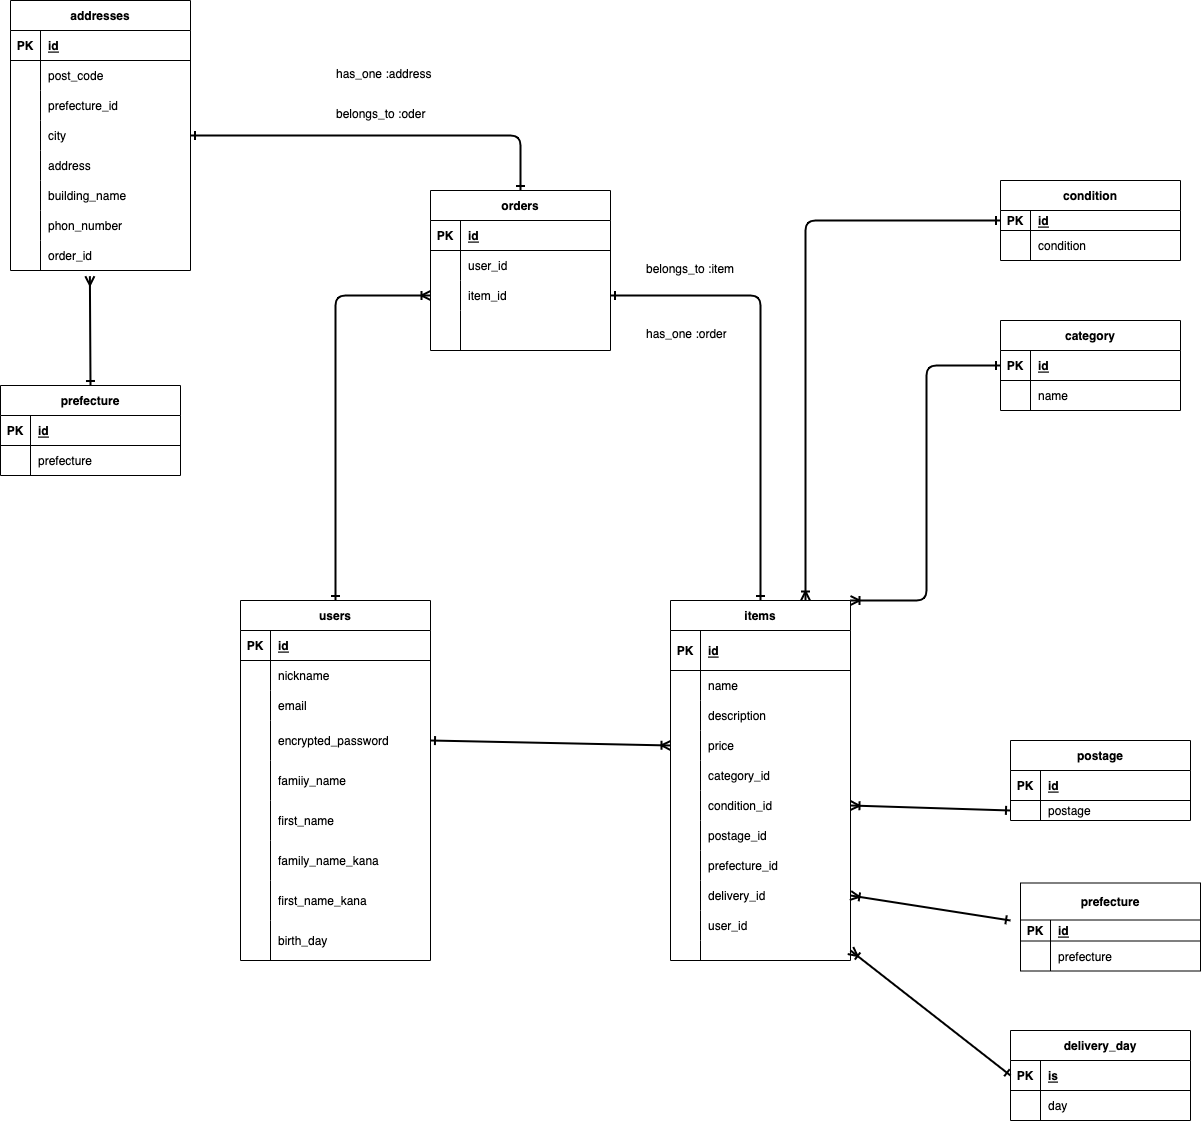 addresses
PK id
post_code
prefecture_id
city
address
building_name
phon_number
order_id
has_one :address
belongs_to :oder
orders
PK id
user_id
item_id
belongs_to :item
has_one :order
condition
PK id
condition
category
PK id
name
prefecture
PK id
prefecture
users
PK id
nickname
email
encrypted_password
famiiy_name
first_name
family_name_kana
first_name_kana
birth_day
items
PK id
name
description
price
category_id
condition_id
postage_id
prefecture_id
delivery_id
user_id
postage
PK id
postage
prefecture
PK id
prefecture
delivery_day
PK is
day